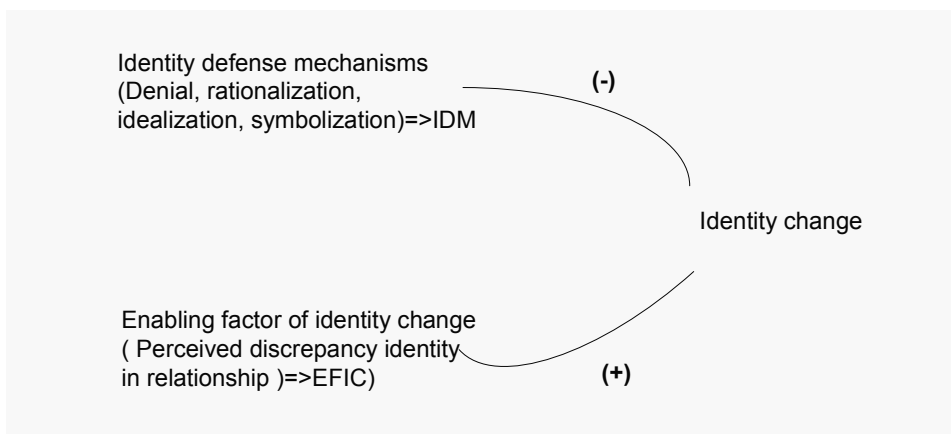 Identity defense mechanisms
(Denial, rationalization,
idealization, symbolization)=>IDM
(-)
Identity change
Enabling factor of identity change
( Perceived discrepancy identity
in relationship )=>EFIC)
(+)